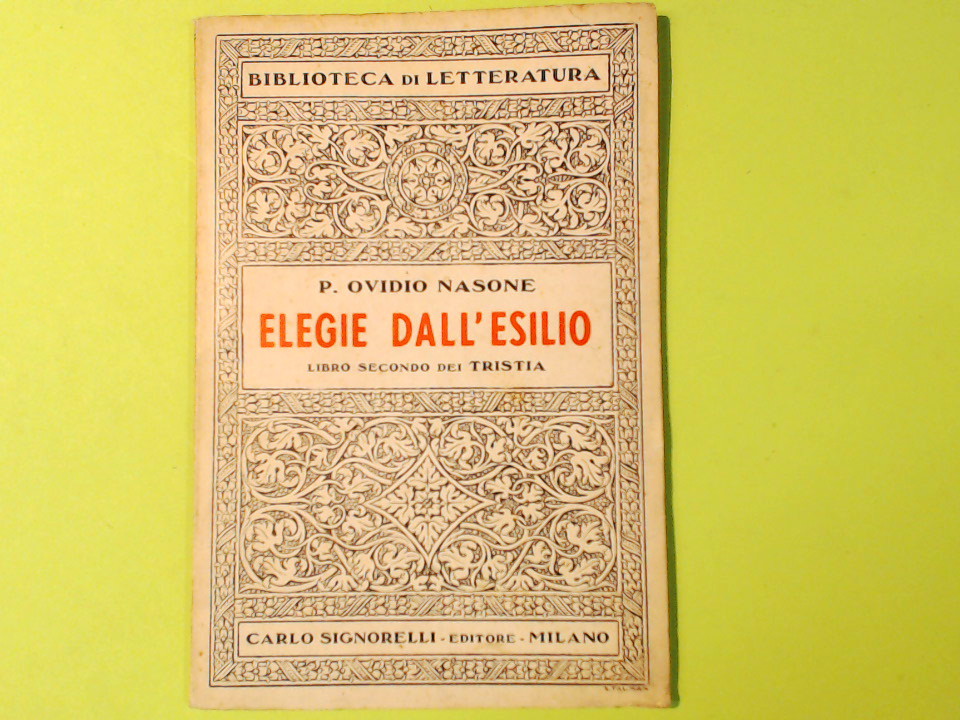 BIBLIOTECA DI LETTERATURA
P. OVIDIO NASONE
ELEGIE DALL'ESILIO
LIBRO SECONDO DEI TRISTIA
CARLO SIGNORELLI - EDITORE - MILANO